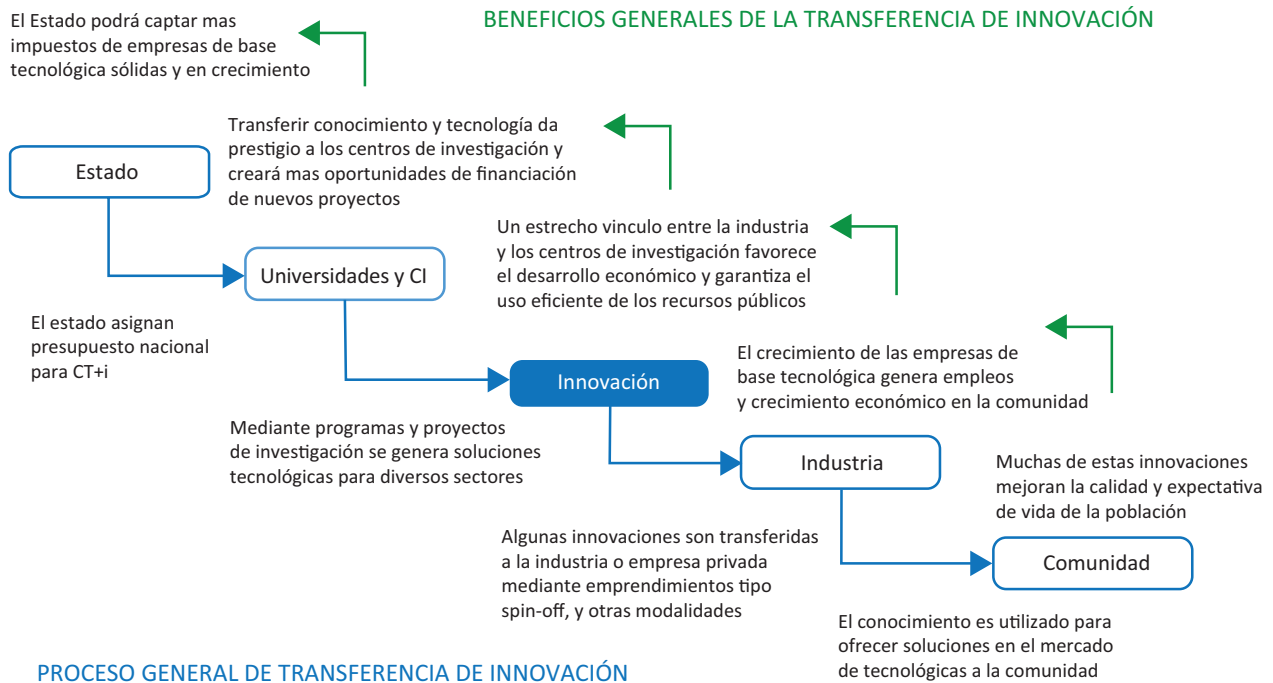 BENEFICIOS GENERALES DE LA TRANSFERENCIA DE INNOVACIÓN
El Estado podrá captar mas
impuestos de empresas de base
tecnológica sólidas y en crecimiento
Transferir conocimiento y tecnología da
prestigio a los centros de investigación y
creará mas oportunidades de financiación
de nuevos proyectos
Estado
Un estrecho vinculo entre la industria
y los centros de investigación favorece
el desarrollo económico y garantiza el
uso eficiente de los recursos públicos
Universidades y CI
El estado asignan
presupuesto nacional
para CT+i
El crecimiento de las empresas de
base tecnológica genera empleos
y crecimiento económico en la comunidad
Innovación
Mediante programas y proyectos
de investigación se genera soluciones
tecnológicas para diversos sectores
Industria
Muchas de estas innovaciones
mejoran la calidad y expectativa
de vida de la población
Algunas innovaciones son transferidas
a la industria o empresa privada
mediante emprendimientos tipo
spin-off, y otras modalidades
Comunidad
El conocimiento es utilizado para
ofrecer soluciones en el mercado
de tecnológicas a la comunidad
PROCESO GENERAL DE TRANSFERENCIA DE INNOVACIÓN